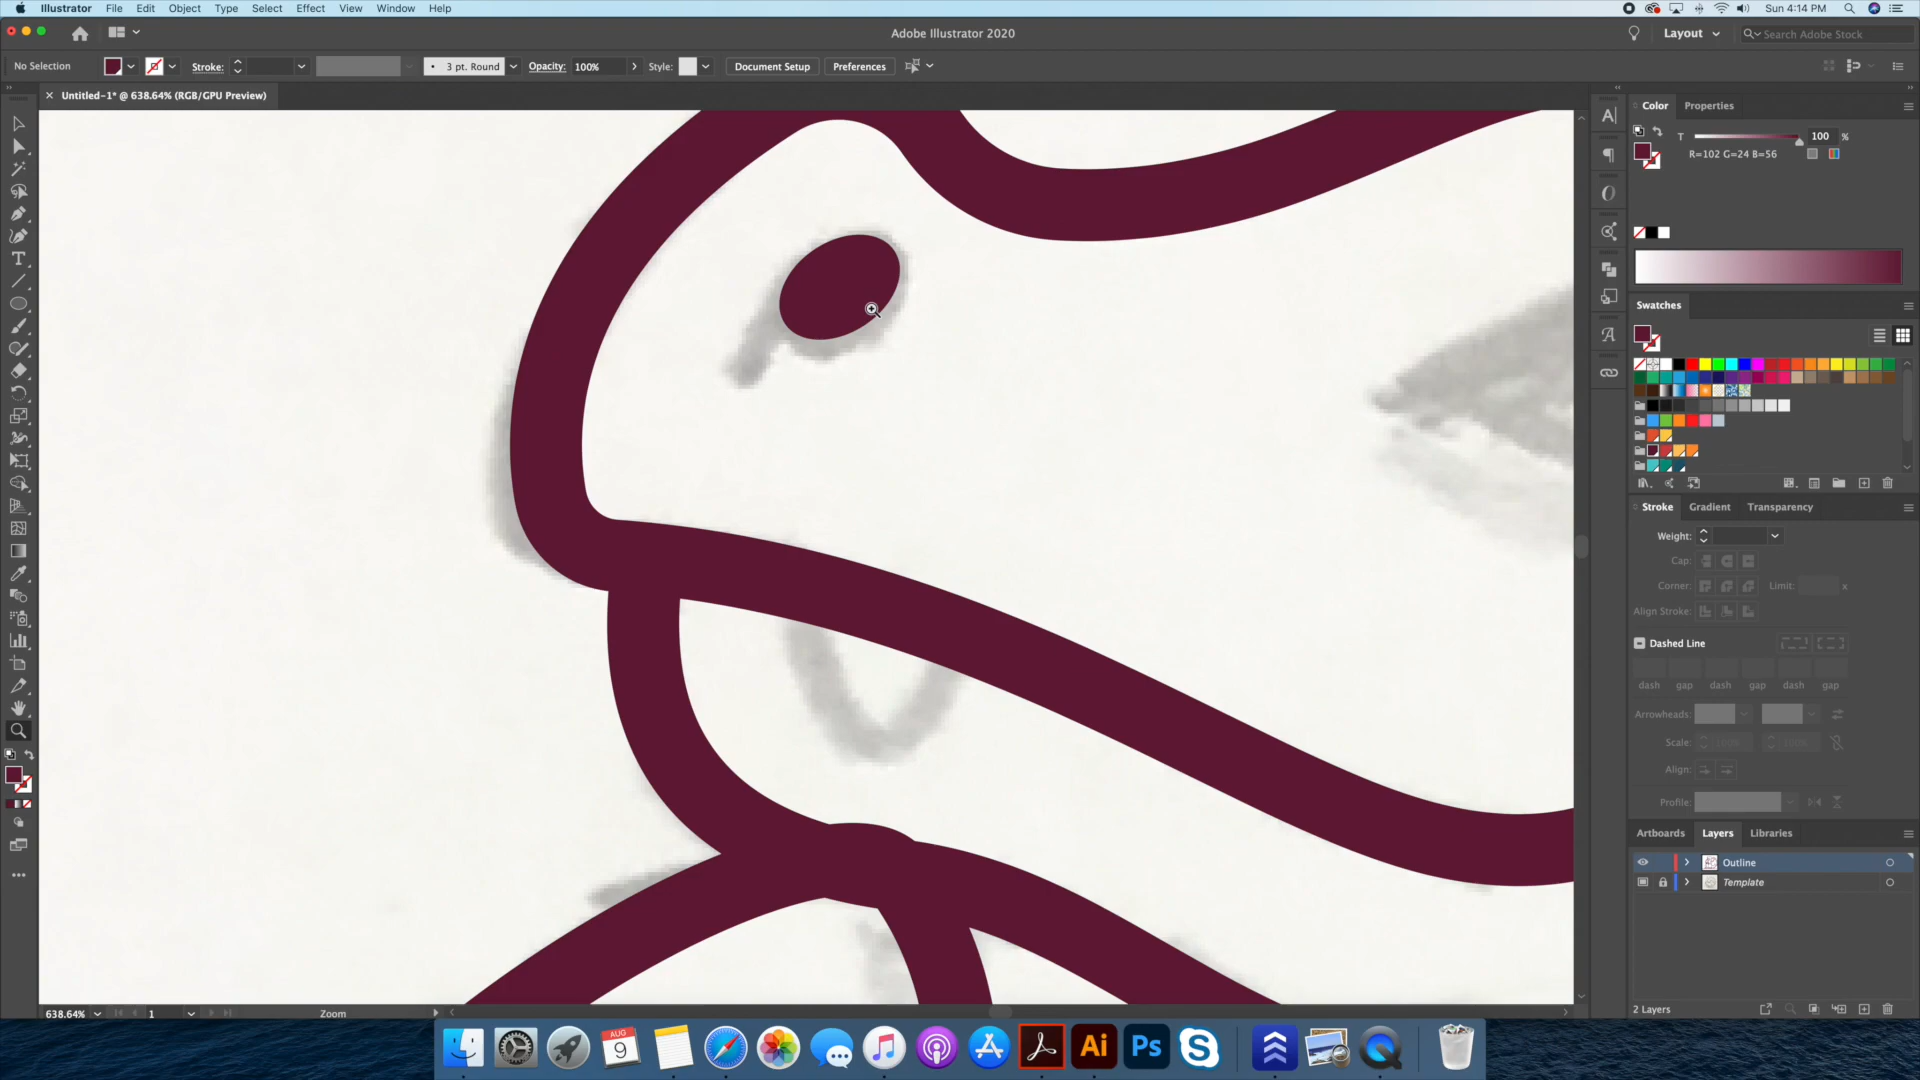 Illustrator File Edit Object Type Select Effect View Window Help
Sun 4:14 PM
Adobe Illustrator 2020
Layout
Search Adobe Stock
No Selection
Stroke:
3 pt. Round
Opacity: 100%
Style:
Document Setup
Preferences
Untitled-1* @ 638.64% (RGB/GPU Preview)
Color Properties
T 100 %
R=102 G=24 B=56
Swatches
Stroke Gradient Transparency
Weight:
Cap:
Corner: Limit: x
Align Stroke:
Dashed Line
dash gap dash gap dash gap
Arrowheads:
Scale: 100% 100%
Align:
Profile:
Artboards Layers Libraries
Outline
Template
2 Layers
638.64% 1 Zoom
AUG
9
Ai
Ps